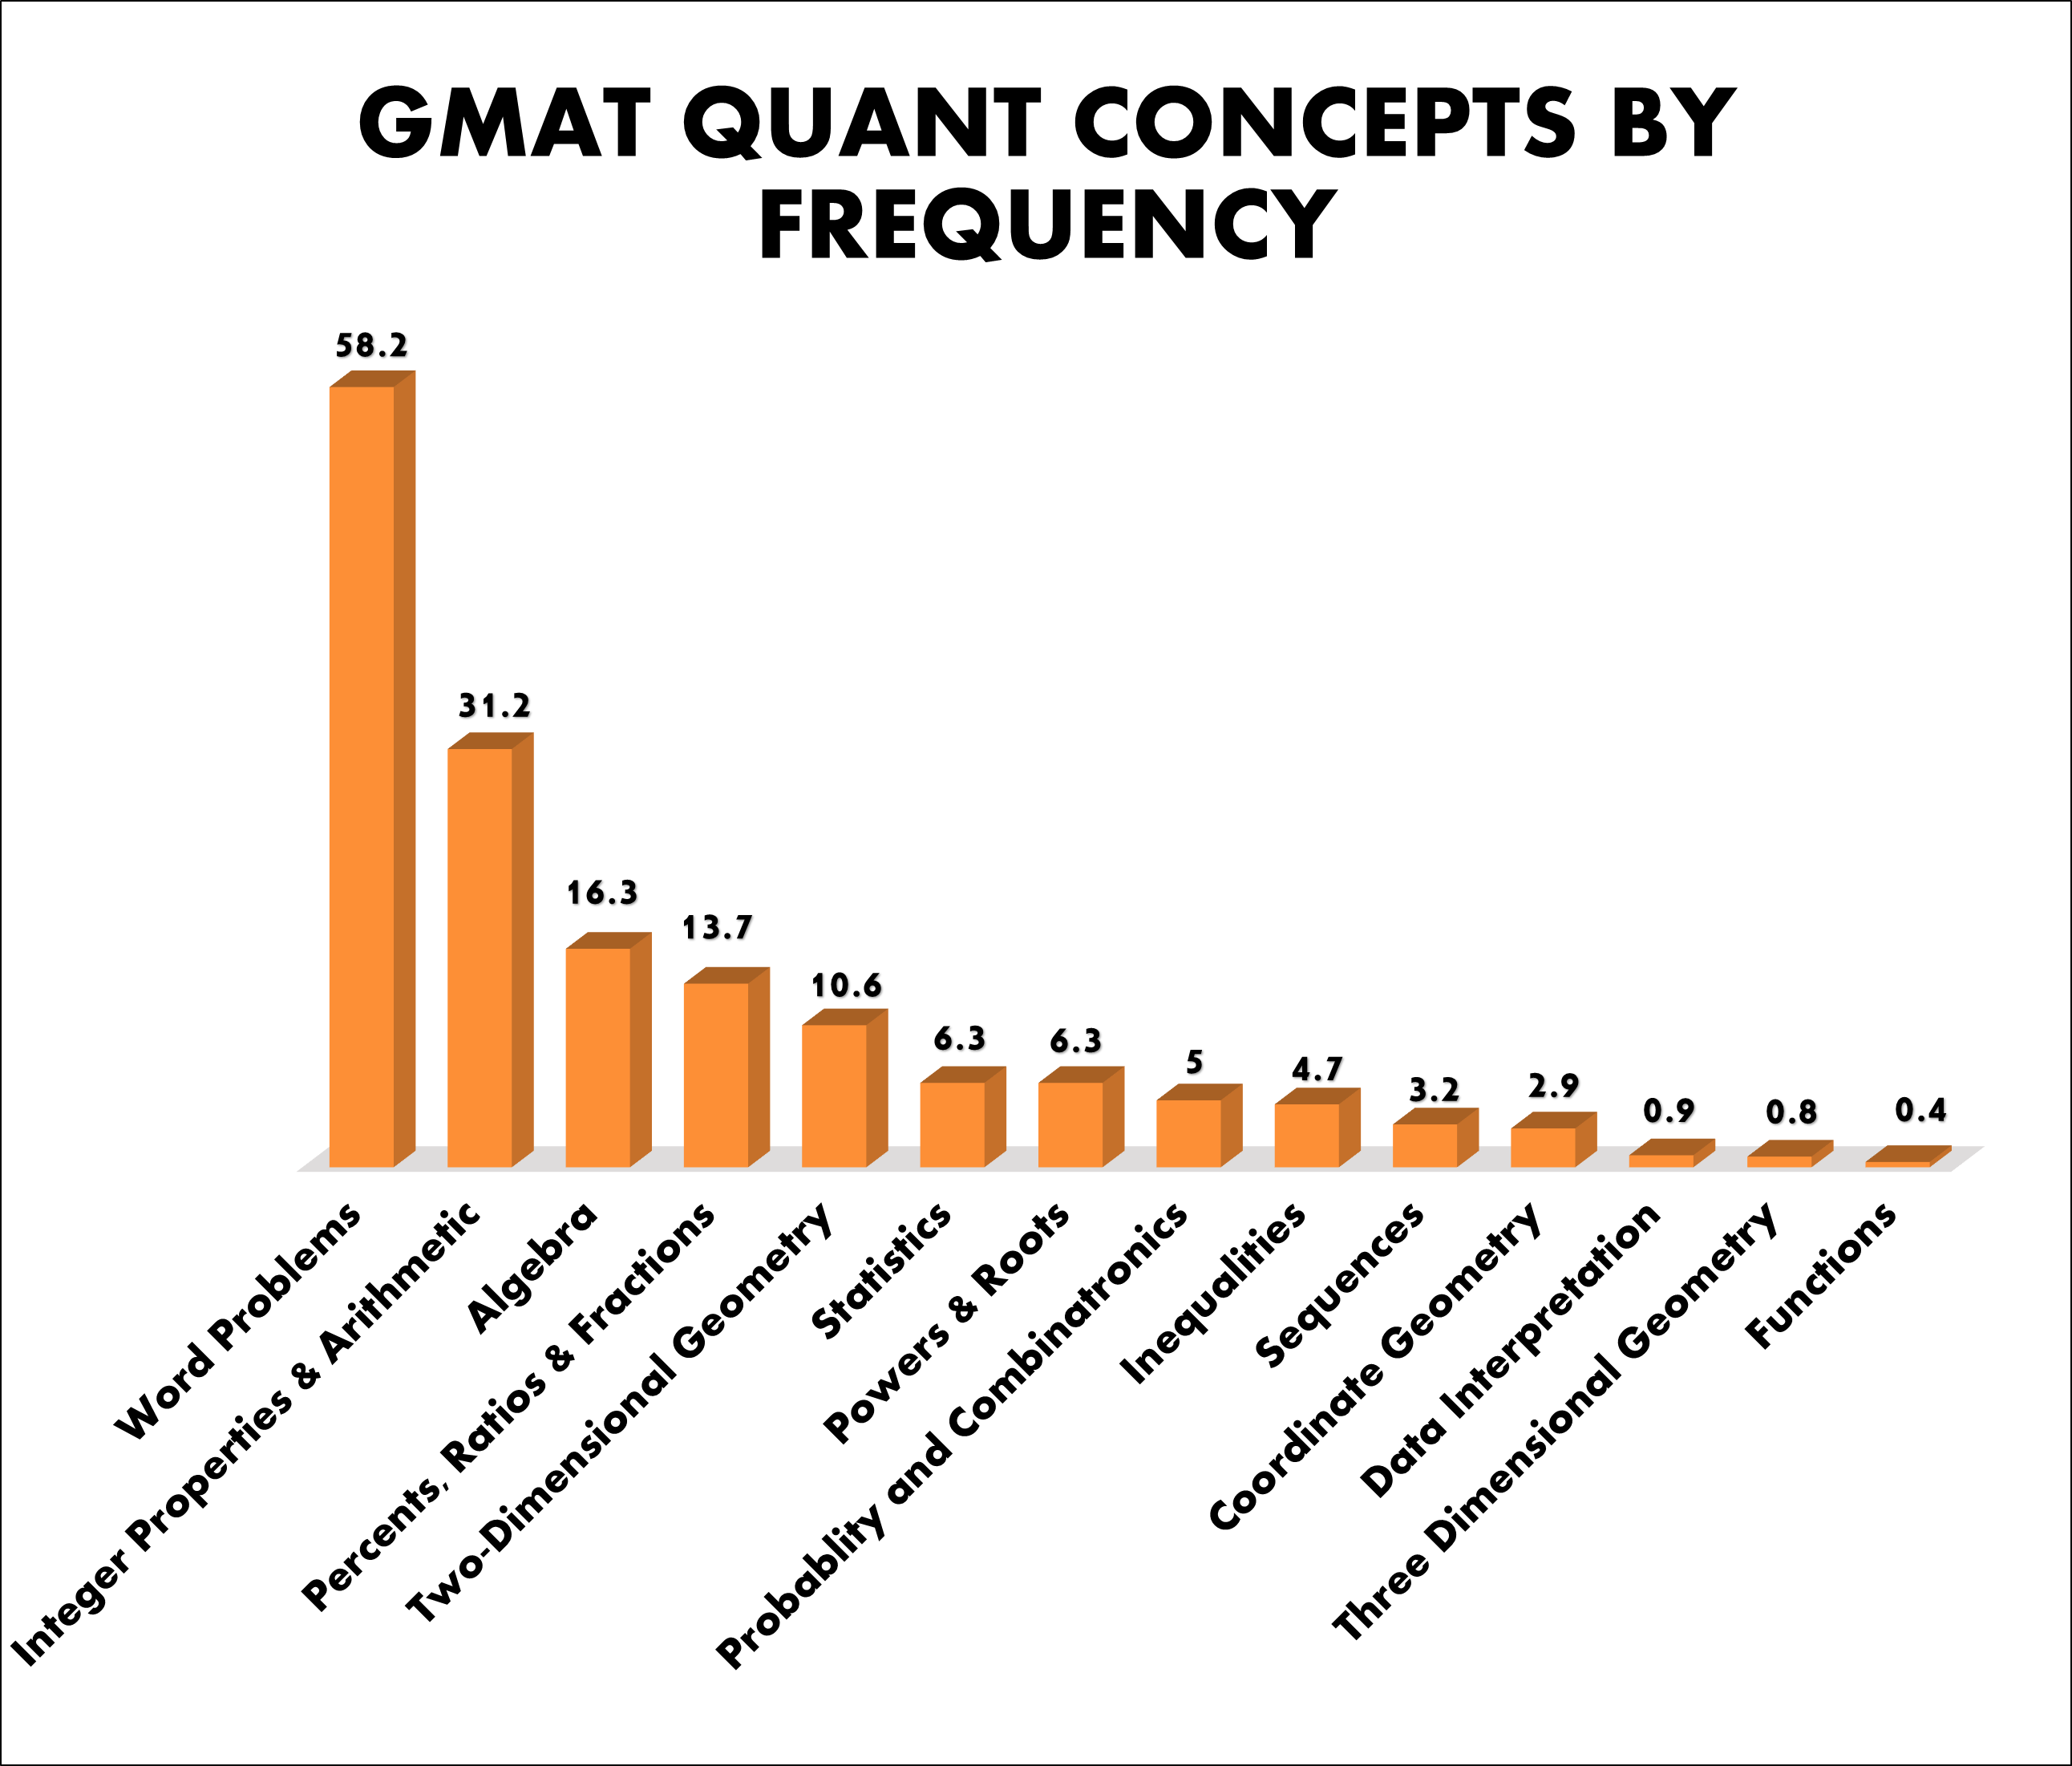 GMAT QUANT CONCEPTS BY
FREQUENCY
58.2
31.2
16.3
13.7
10.6
6.3
6.3
5
4.7
3.2
2.9
0.9
0.8
0.4
Word Problems
Integer Properties & Arithmetic
Algebra
Percents, Ratios & Fractions
Two-Dimensional Geometry
Statistics
Powers & Roots
Probablity and Combinatronics
Inequalities
Sequences
Coordinate Geometry
Data Interpretation
Three Dimensional Geometry
Functions